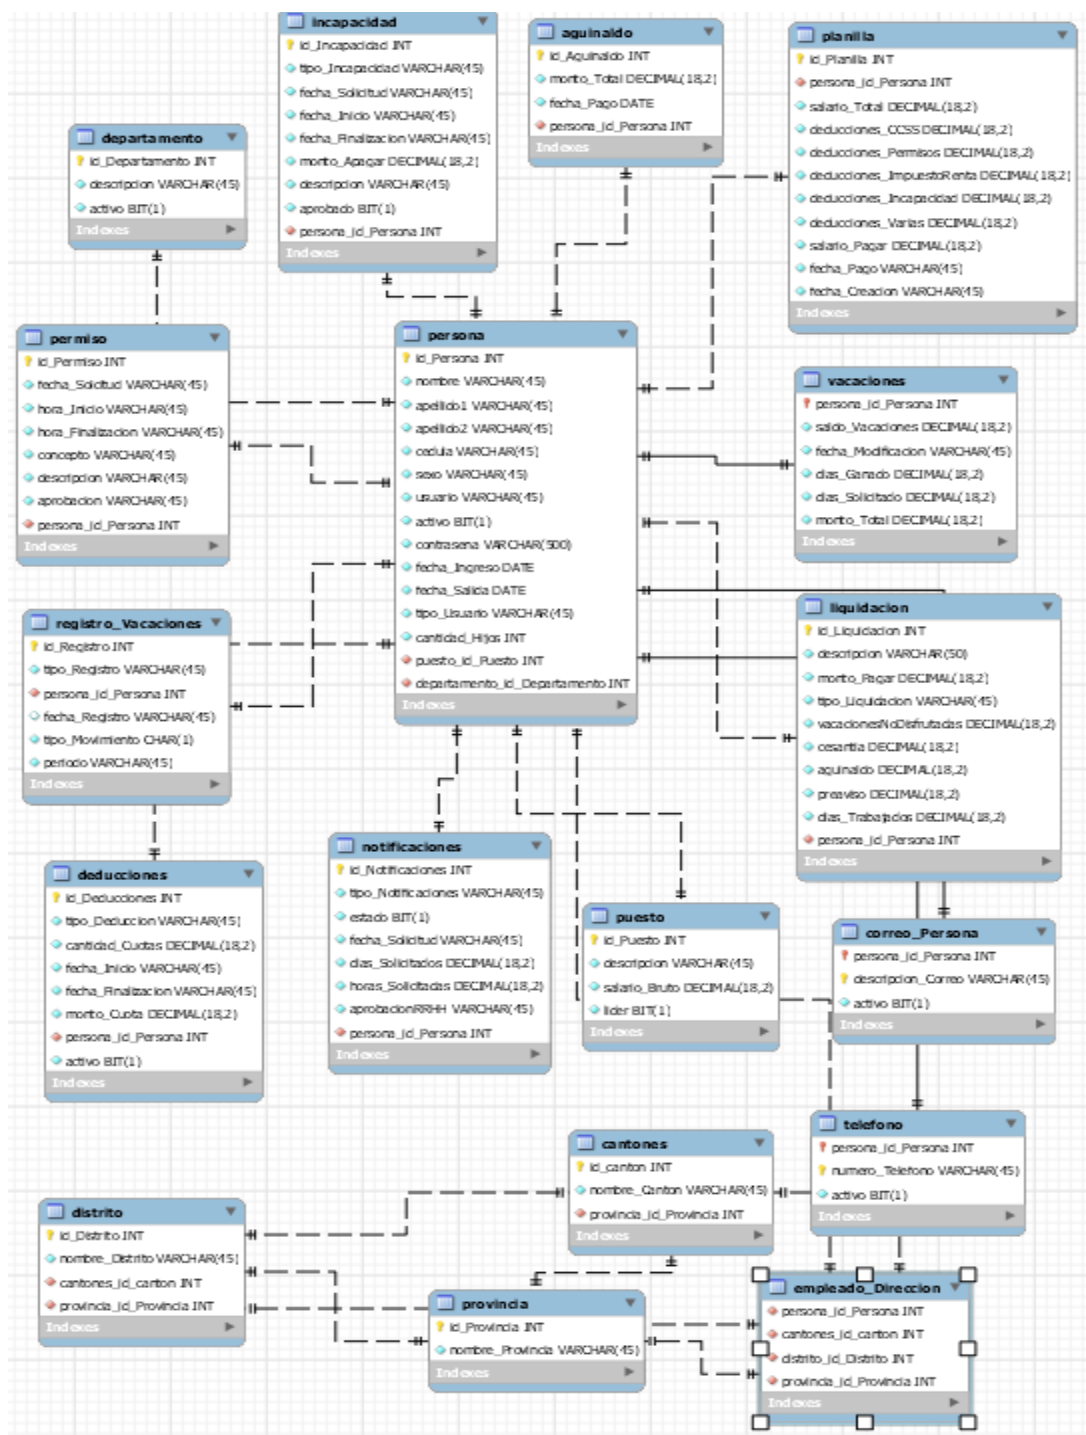 incapacidad
id_Incapacidad INT
tipo_Incapacidad VARCHAR(45)
fecha_Solicitud VARCHAR(45)
fecha_Inicio VARCHAR(45)
fecha_Finalizacion VARCHAR(45)
monto_Apagar DECIMAL(18,2)
descripcion VARCHAR(45)
aprobado BIT(1)
persona_id_Persona INT
Indexes
aguinaldo
id_Aguinaldo INT
monto_Total DECIMAL(18,2)
fecha_Pago DATE
persona_id_Persona INT
Indexes
planilla
id_Planilla INT
persona_id_Persona INT
salario_Total DECIMAL(18,2)
deducciones_CCSS DECIMAL(18,2)
deducciones_Permisos DECIMAL(18,2)
deducciones_ImpuestoRenta DECIMAL(18,2)
deducciones_Incapacidad DECIMAL(18,2)
deducciones_Varias DECIMAL(18,2)
salario_Pagar DECIMAL(18,2)
fecha_Pago VARCHAR(45)
fecha_Creacion VARCHAR(45)
Indexes
departamento
id_Departamento INT
descripcion VARCHAR(45)
activo BIT(1)
Indexes
permiso
id_Permiso INT
fecha_Solicitud VARCHAR(45)
hora_Inicio VARCHAR(45)
hora_Finalizacion VARCHAR(45)
concepto VARCHAR(45)
descripcion VARCHAR(45)
aprobacion VARCHAR(45)
persona_id_Persona INT
Indexes
persona
id_Persona INT
nombre VARCHAR(45)
apellido1 VARCHAR(45)
apellido2 VARCHAR(45)
cedula VARCHAR(45)
sexo VARCHAR(45)
usuario VARCHAR(45)
activo BIT(1)
contrasena VARCHAR(500)
fecha_Ingreso DATE
fecha_Salida DATE
tipo_Usuario VARCHAR(45)
cantidad_Hijos INT
puesto_id_Puesto INT
departamento_id_Departamento INT
Indexes
vacaciones
persona_id_Persona INT
saldo_Vacaciones DECIMAL(18,2)
fecha_Modificacion VARCHAR(45)
dias_Ganado DECIMAL(18,2)
dias_Solicitado DECIMAL(18,2)
monto_Total DECIMAL(18,2)
Indexes
registro_Vacaciones
id_Registro INT
tipo_Registro VARCHAR(45)
persona_id_Persona INT
fecha_Registro VARCHAR(45)
tipo_Movimiento CHAR(1)
periodo VARCHAR(45)
Indexes
liquidacion
id_Liquidacion INT
descripcion VARCHAR(50)
monto_Pagar DECIMAL(18,2)
tipo_Liquidacion VARCHAR(45)
vacacionesNoDisfrutadas DECIMAL(18,2)
cesantia DECIMAL(18,2)
aguinaldo DECIMAL(18,2)
preaviso DECIMAL(18,2)
dias_Trabajados DECIMAL(18,2)
persona_id_Persona INT
Indexes
deducciones
id_Deducciones INT
tipo_Deduccion VARCHAR(45)
cantidad_Cuotas DECIMAL(18,2)
fecha_Inicio VARCHAR(45)
fecha_Finalizacion VARCHAR(45)
monto_Cuota DECIMAL(18,2)
persona_id_Persona INT
activo BIT(1)
Indexes
notificaciones
id_Notificaciones INT
tipo_Notificaciones VARCHAR(45)
estado BIT(1)
fecha_Solicitud VARCHAR(45)
dias_Solicitados DECIMAL(18,2)
horas_Solicitadas DECIMAL(18,2)
aprobacionRRHH VARCHAR(45)
persona_id_Persona INT
Indexes
puesto
id_Puesto INT
descripcion VARCHAR(45)
salario_Bruto DECIMAL(18,2)
lider BIT(1)
Indexes
correo_Persona
persona_id_Persona INT
descripcion_Correo VARCHAR(45)
activo BIT(1)
Indexes
telefono
persona_id_Persona INT
numero_Telefono VARCHAR(45)
activo BIT(1)
Indexes
cantones
id_canton INT
nombre_Canton VARCHAR(45)
provincia_id_Provincia INT
Indexes
distrito
id_Distrito INT
nombre_Distrito VARCHAR(45)
cantones_id_canton INT
provincia_id_Provincia INT
Indexes
provincia
id_Provincia INT
nombre_Provincia VARCHAR(45)
Indexes
empleado_Direccion
persona_id_Persona INT
cantones_id_canton INT
distrito_id_Distrito INT
provincia_id_Provincia INT
Indexes